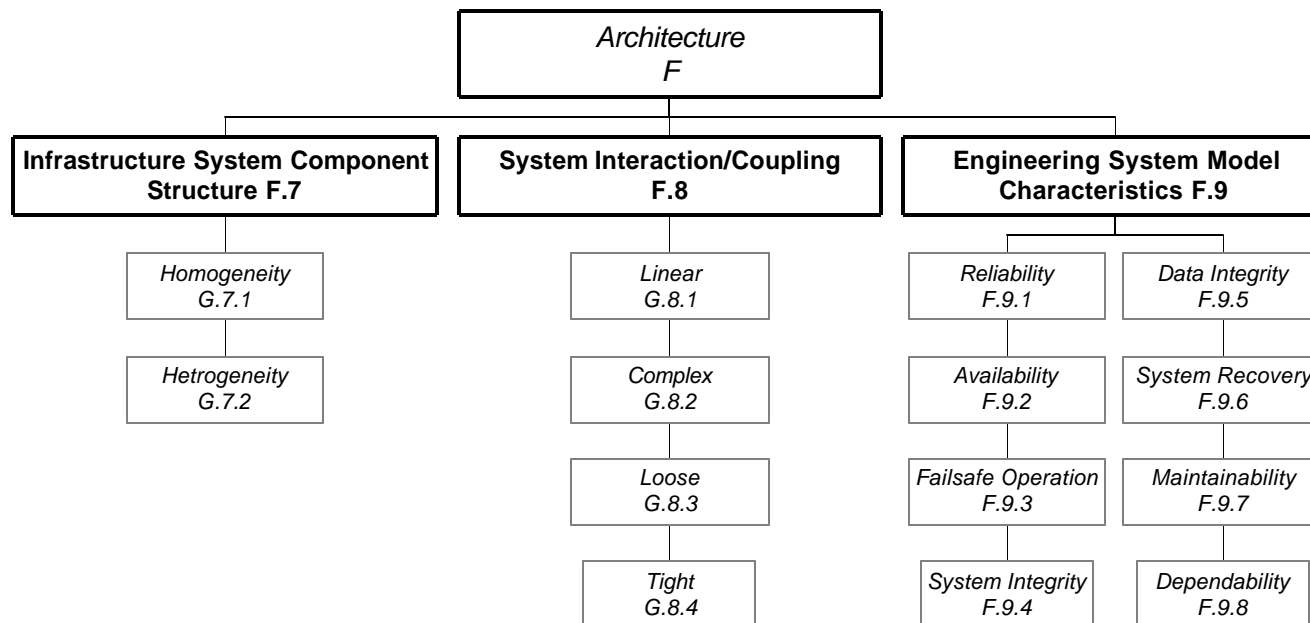 Architecture
F
Infrastructure System Component
Structure F.7
System Interaction/Coupling
F.8
Engineering System Model
Characteristics F.9
Homogeneity
G.7.1
Hetrogeneity
G.7.2
Linear
G.8.1
Complex
G.8.2
Loose
G.8.3
Tight
G.8.4
Reliability
F.9.1
Availability
F.9.2
Failsafe Operation
F.9.3
System Integrity
F.9.4
Data Integrity
F.9.5
System Recovery
F.9.6
Maintainability
F.9.7
Dependability
F.9.8